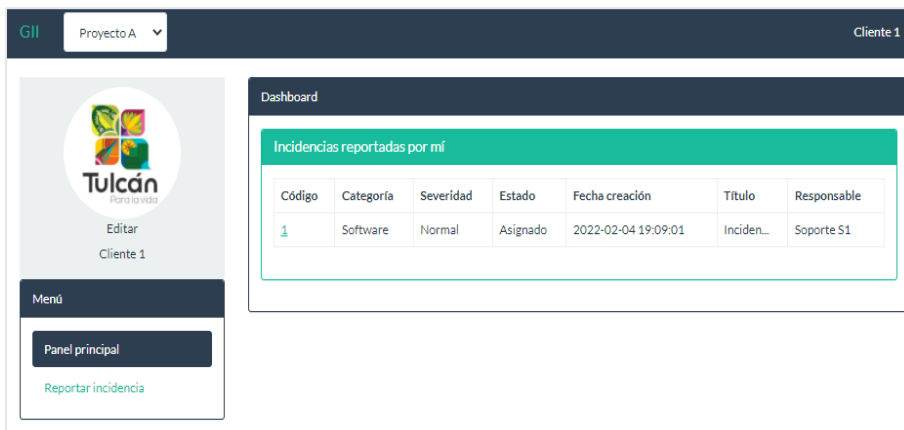 GII Proyecto A Cliente 1
Tulcán
Para la vida
Editar
Cliente 1
Menú
Panel principal
Reportar incidencia
Dashboard
Incidencias reportadas por mí
Código Categoría Severidad Estado Fecha creación Título Responsable
1 Software Normal Asignado 2022-02-04 19:09:01 Inciden... Soporte S1